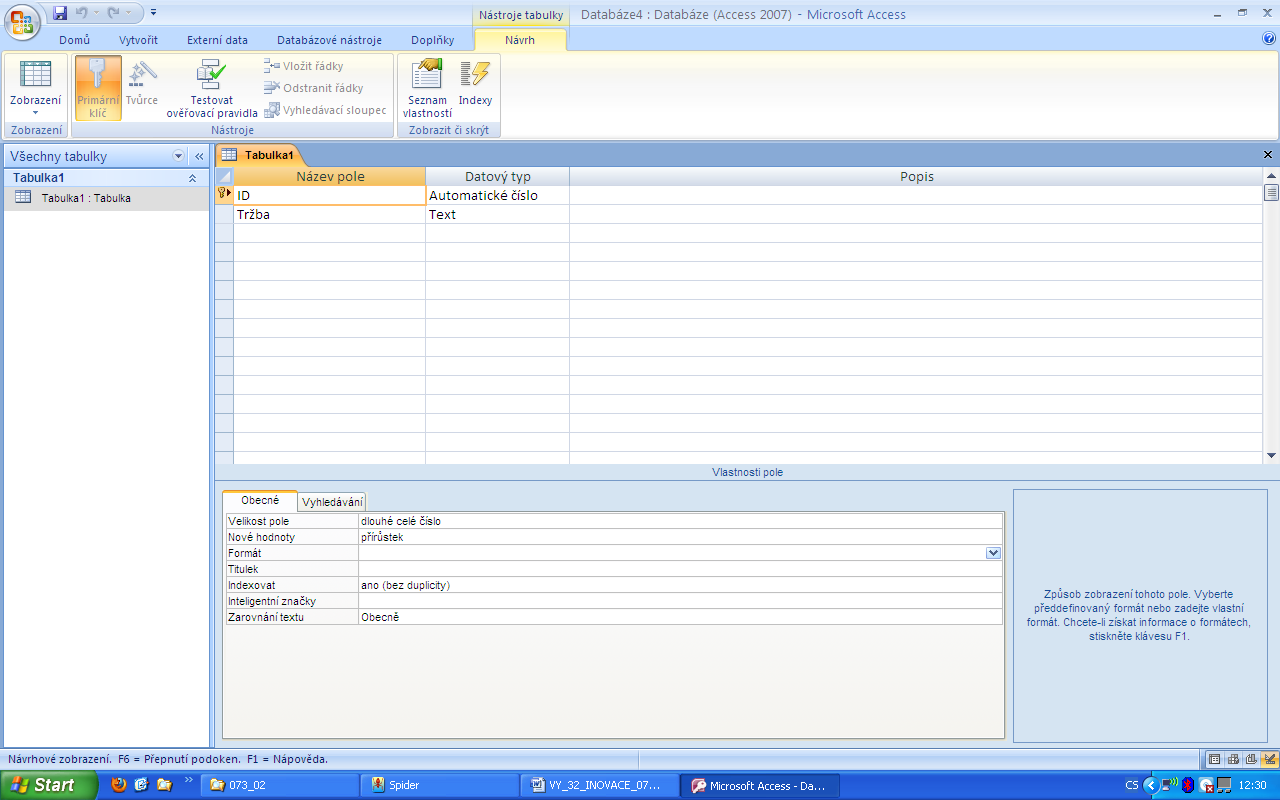 Nástroje tabulky
Databáze4 : Databáze (Access 2007) - Microsoft Access
Domů Vytvořit Externí data Databázové nástroje Doplňky Návrh
Zobrazení
Primární klíč
Tvůrce
Testovat ověřovací pravidla
Vložit řádky
Odstranit řádky
Vyhledávací sloupec
Seznam vlastností
Indexy
Zobrazení Nástroje Zobrazit či skrýt
Všechny tabulky
Tabulka1
Tabulka1 : Tabulka
Tabulka1
Název pole Datový typ Popis
ID Automatické číslo
Tržba Text
Vlastnosti pole
Obecné Vyhledávání
Velikost pole dlouhé celé číslo
Nové hodnoty přírůstek
Formát
Titulek
Indexovat ano (bez duplicity)
Inteligentní značky
Zarovnání textu Obecně
Způsob zobrazení tohoto pole. Vyberte
předdefinovaný formát nebo zadejte vlastní
formát. Chcete-li získat informace o formátech,
stiskněte klávesu F1.
Návrhové zobrazení. F6 = Přepnutí podoken. F1 = Nápověda.
Start 073_02 Spider VY_32_INOVACE_07... Microsoft Access - Da... CS 12:30